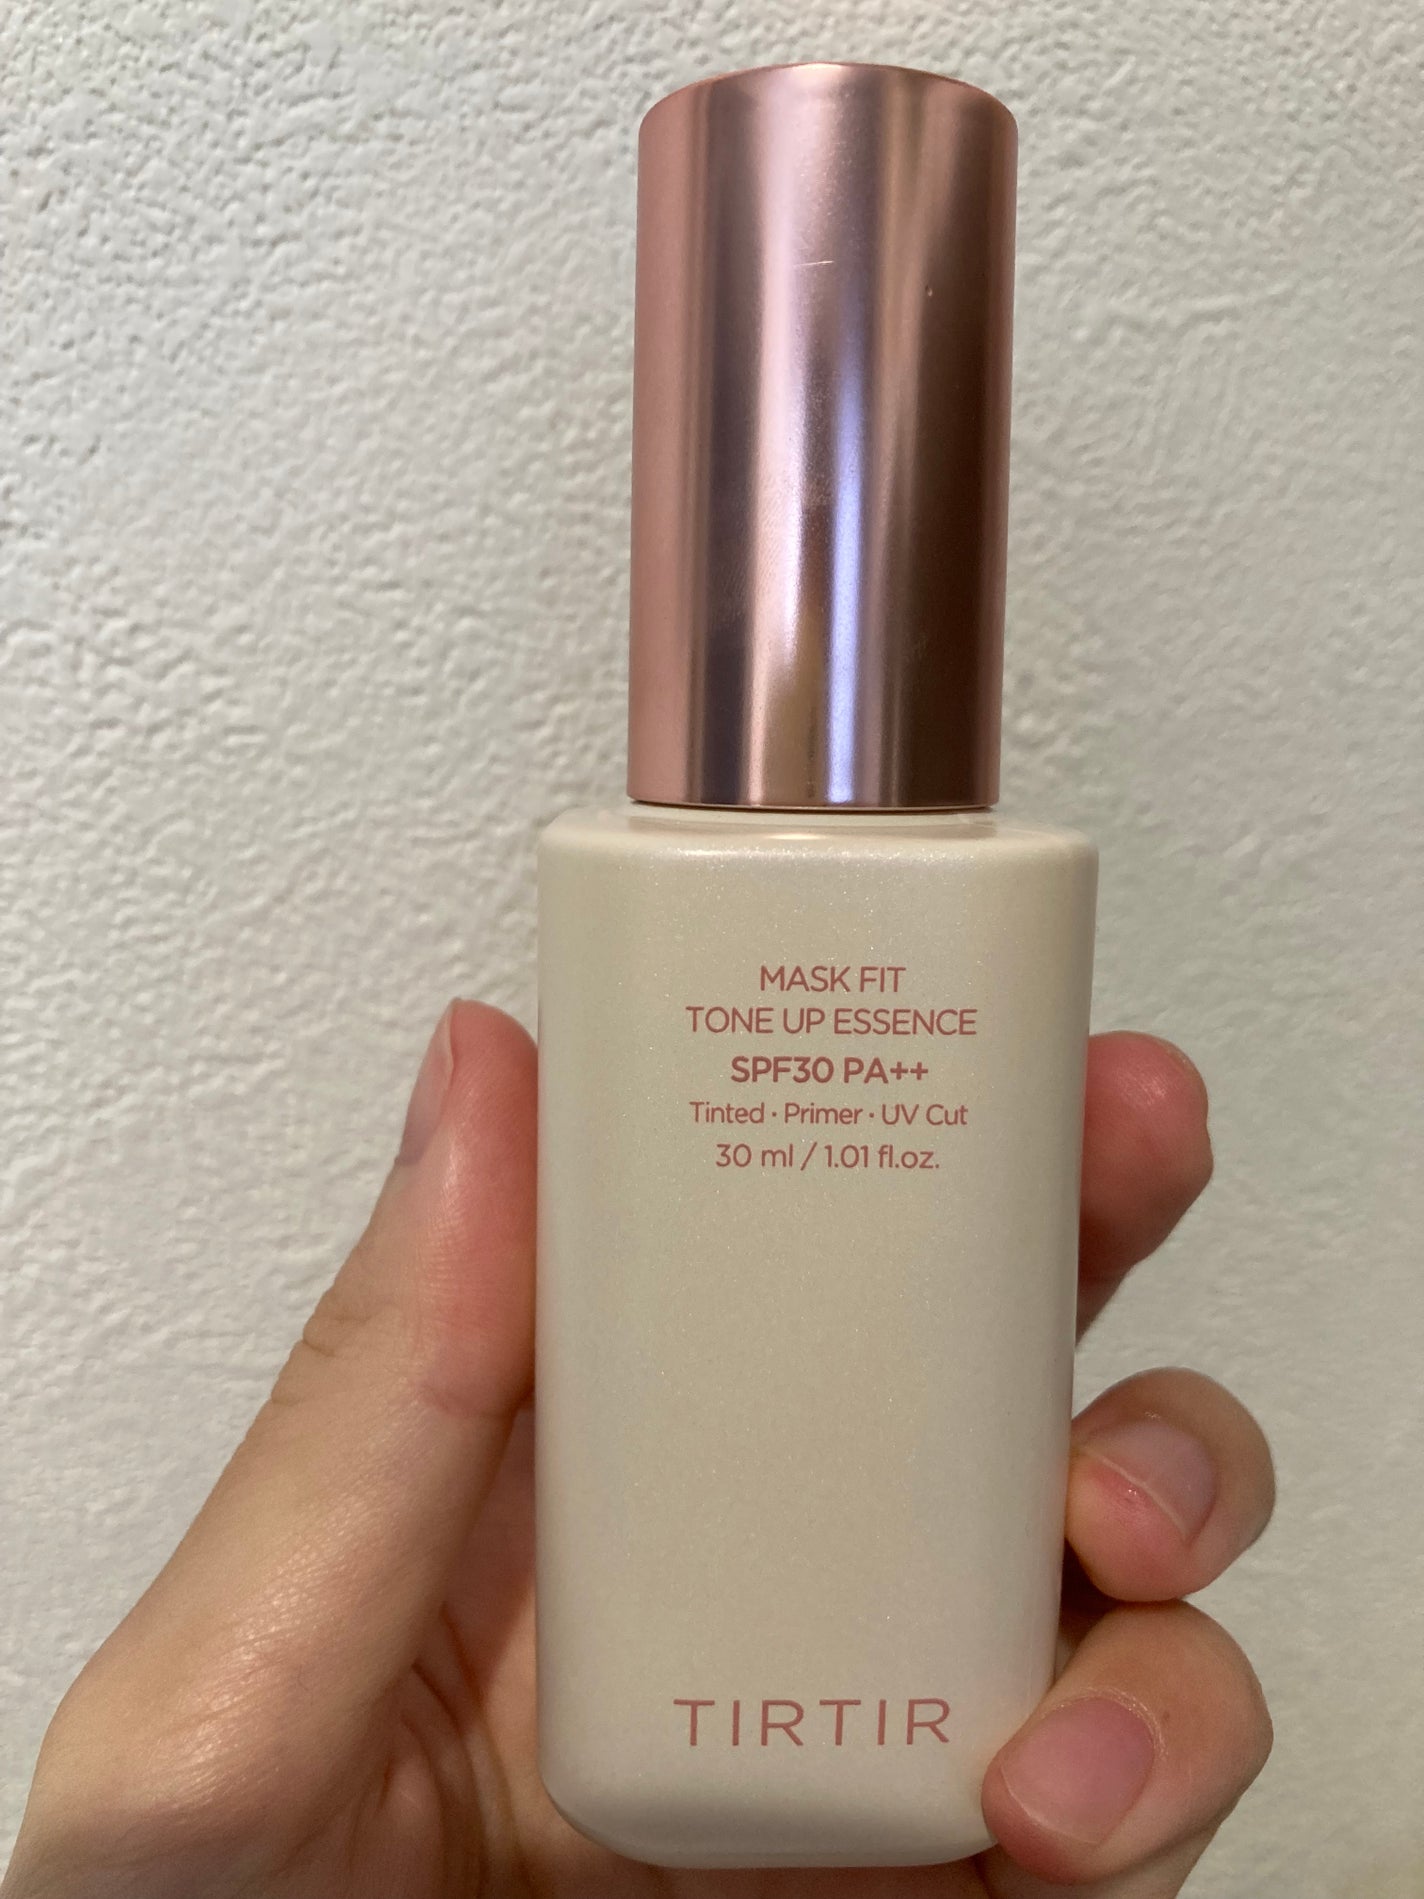 MASK FIT
TONE UP ESSENCE
SPF30 PA++
Tinted · Primer · UV Cut
30 ml / 1.01 fl.oz.
TIRTIR